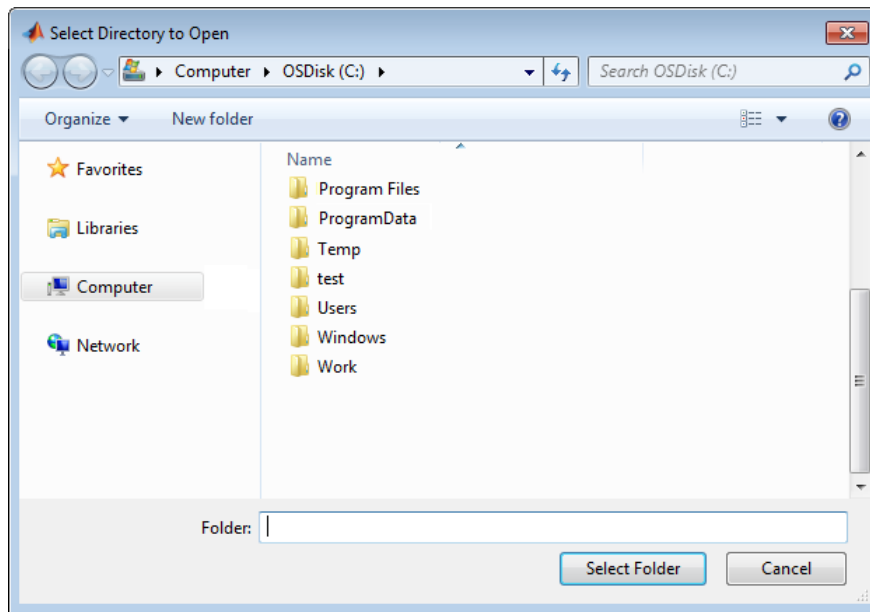 Select Directory to Open
Computer OSDisk (C:) Search OSDisk (C:)
Organize New folder
Favorites
Libraries
Computer
Network
Name
Program Files
ProgramData
Temp
test
Users
Windows
Work
Folder:
Select Folder Cancel